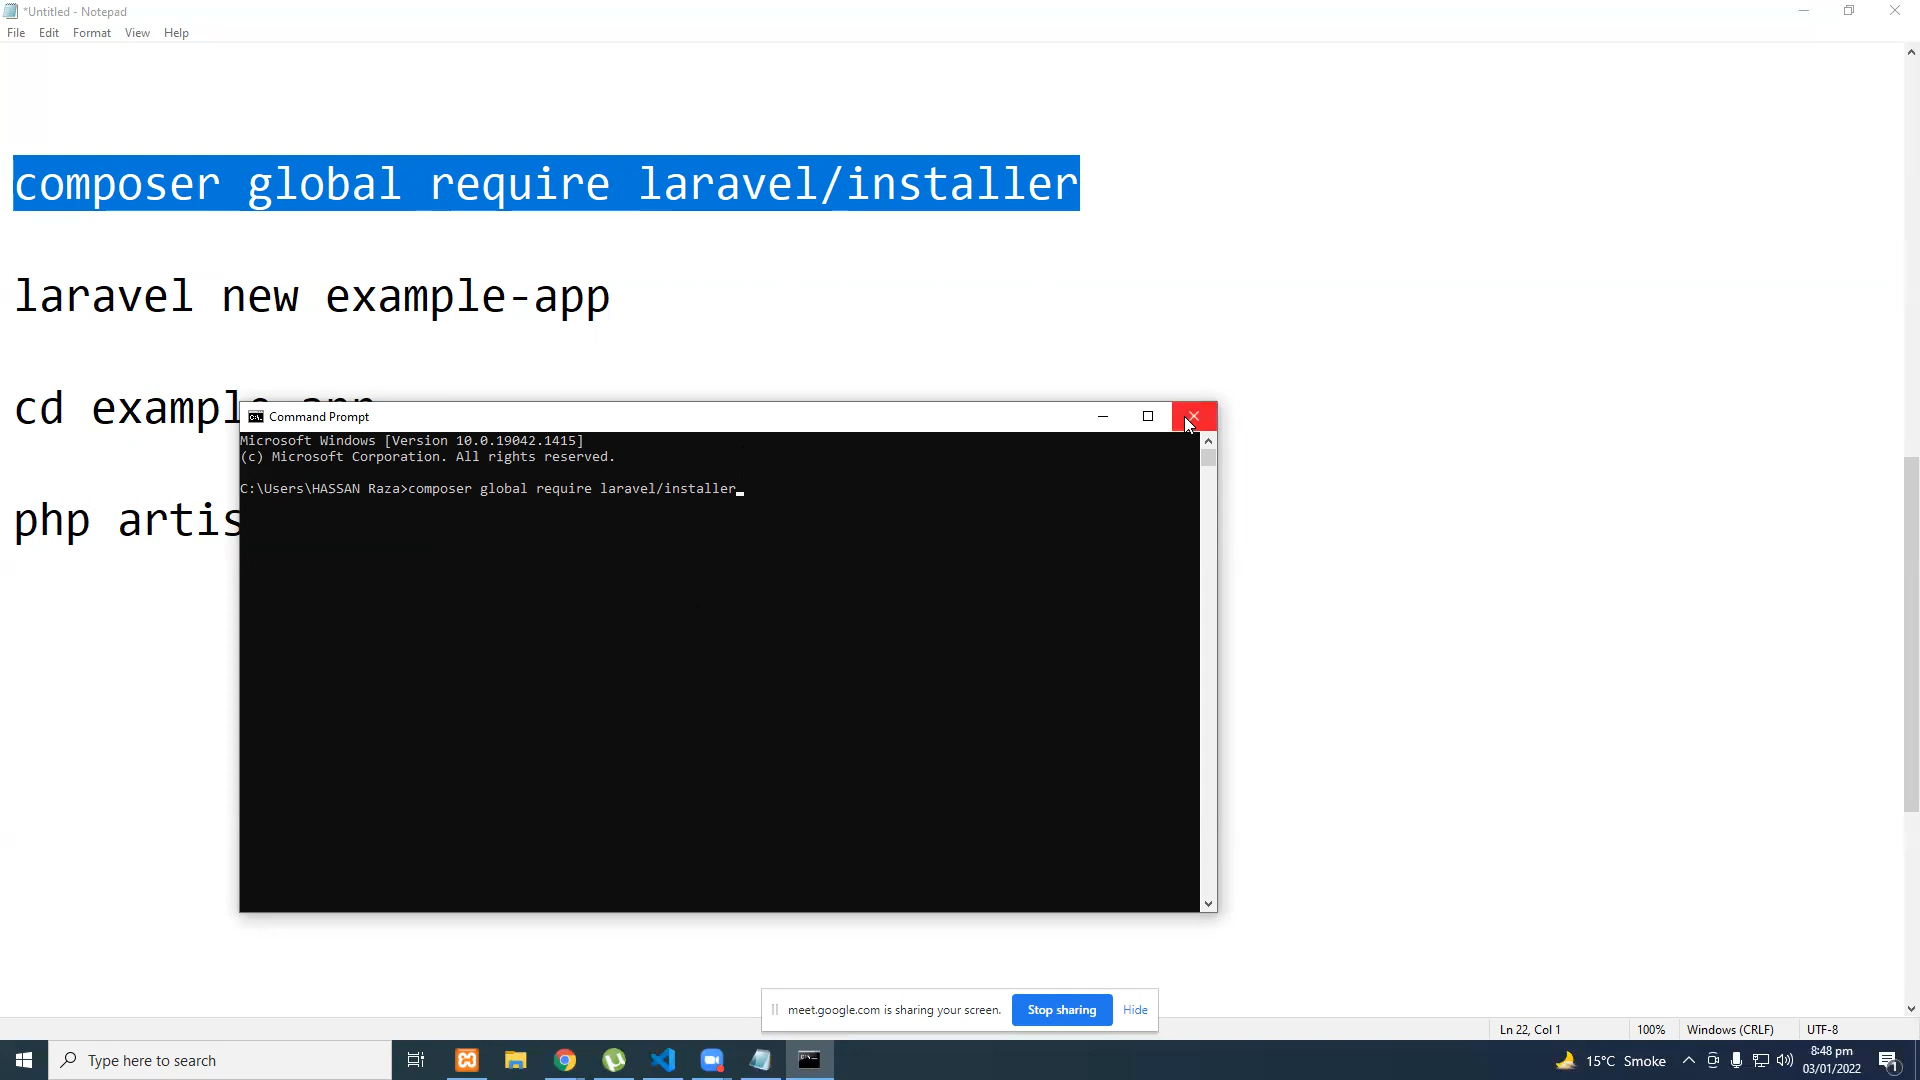 *Untitled - Notepad
File Edit Format View Help
composer global require laravel/installer
laravel new example-app
cd example-app
Command Prompt
Microsoft Windows [Version 10.0.19042.1415]
(c) Microsoft Corporation. All rights reserved.
C:\Users\HASSAN Raza>composer global require laravel/installer
php artis
meet.google.com is sharing your screen. Stop sharing Hide
Ln 22, Col 1 100% Windows (CRLF) UTF-8
Type here to search
15°C Smoke
8:48 pm
03/01/2022
1